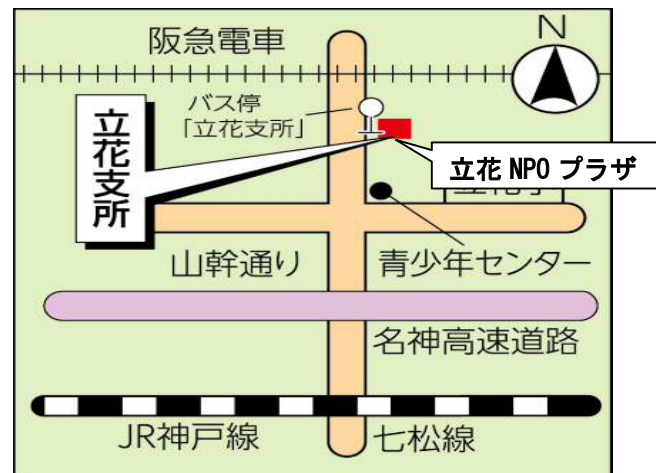 阪急電車
N
バス停
「立花支所」
立花支所
立花 NPO プラザ
山幹通り
青少年センター
名神高速道路
JR神戸線
七松線